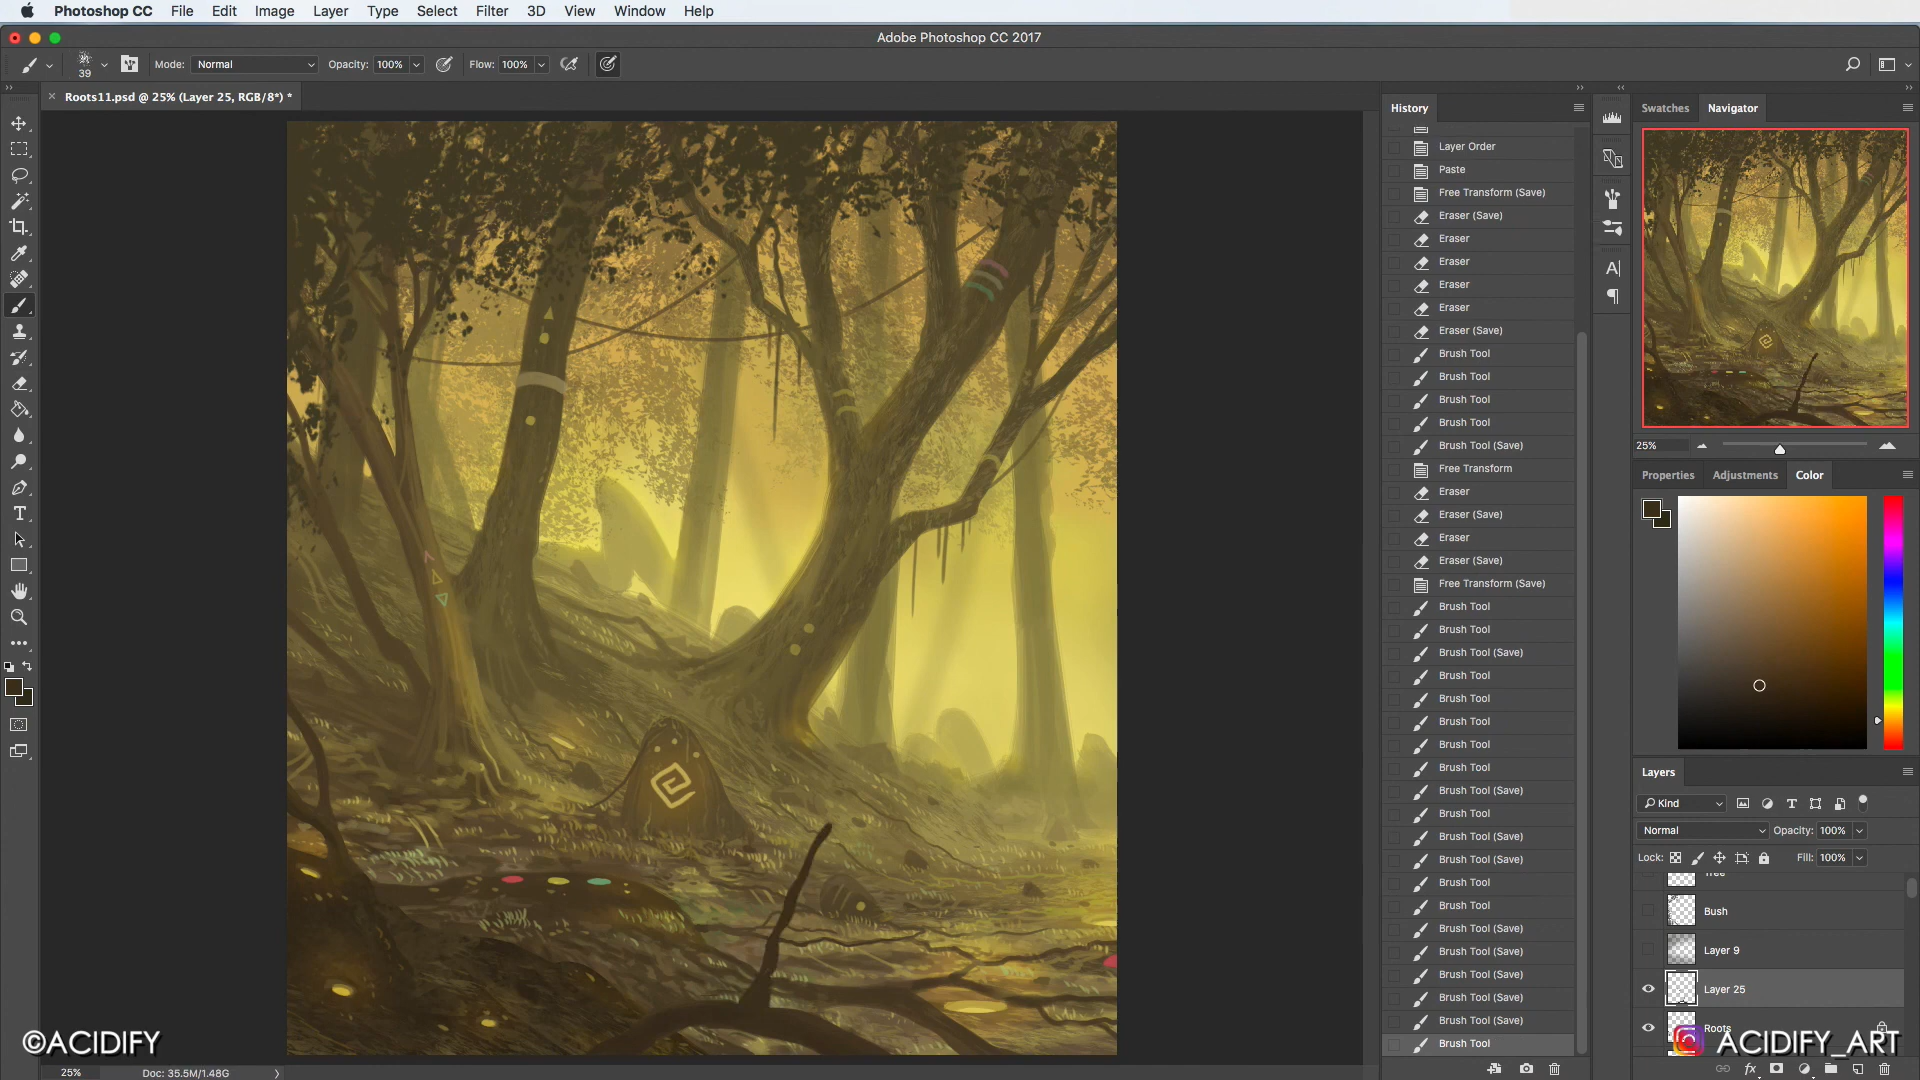 Photoshop CC File Edit Image Layer Type Select Filter 3D View Window Help
Adobe Photoshop CC 2017
39 Mode: Normal Opacity: 100% Flow: 100%
Roots11.psd @ 25% (Layer 25, RGB/8*) *
History
Layer Order
Paste
Free Transform (Save)
Eraser (Save)
Eraser
Eraser
Eraser
Eraser
Eraser (Save)
Brush Tool
Brush Tool
Brush Tool
Brush Tool
Brush Tool (Save)
Free Transform
Eraser
Eraser (Save)
Eraser
Eraser (Save)
Free Transform (Save)
Brush Tool
Brush Tool
Brush Tool (Save)
Brush Tool
Brush Tool
Brush Tool
Brush Tool
Brush Tool
Brush Tool (Save)
Brush Tool
Brush Tool (Save)
Brush Tool (Save)
Brush Tool
Brush Tool
Brush Tool (Save)
Brush Tool (Save)
Brush Tool (Save)
Brush Tool (Save)
Brush Tool (Save)
Brush Tool
Swatches Navigator
25%
Properties Adjustments Color
Layers
Kind
Normal Opacity: 100%
Lock: Fill: 100%
Tree
Bush
Layer 9
Layer 25
Roots
©ACIDIFY
ACIDIFY_ART
25% Doc: 35.5M/1.48G